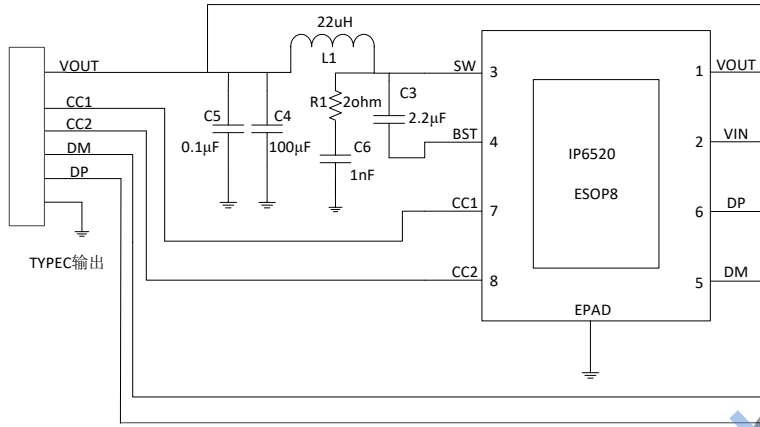 22uH
L1
VOUT
CC1
CC2
DM
DP
TYPEC输出
C5
0.1μF
C4
100μF
R1
2ohm
C3
2.2μF
C6
1nF
SW
3
BST
4
CC1
7
CC2
8
IP6520
ESOP8
EPAD
1
VOUT
2
VIN
6
DP
5
DM